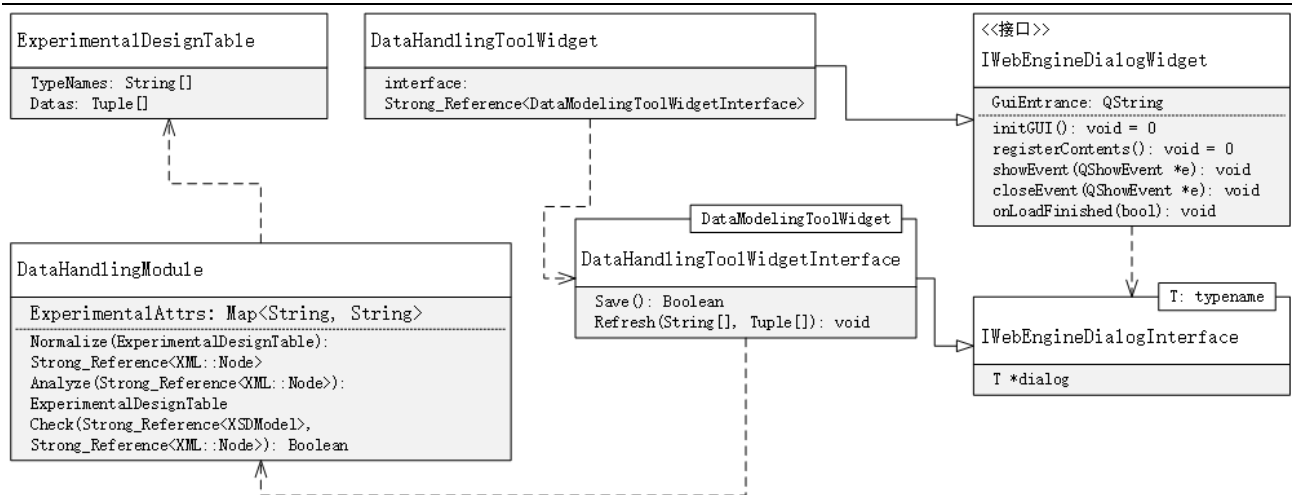 ExperimentalDesignTable
TypeNames: String[]
Datas: Tuple[]
DataHandlingToolWidget
interface:
Strong_Reference<DataModelingToolWidgetInterface>
<<接口>>
IWebEngineDialogWidget
GuiEntrance: QString
initGUI(): void = 0
registerContents(): void = 0
showEvent(QShowEvent *e): void
closeEvent(QShowEvent *e): void
onLoadFinished(bool): void
DataHandlingModule
ExperimentalAttrs: Map<String, String>
Normalize(ExperimentalDesignTable):
Strong_Reference<XML::Node>
Analyze(Strong_Reference<XML::Node>):
ExperimentalDesignTable
Check(Strong_Reference<XSDModel>,
Strong_Reference<XML::Node>): Boolean
DataModelingToolWidget
DataHandlingToolWidgetInterface
Save(): Boolean
Refresh(String[], Tuple[]): void
T: typename
IWebEngineDialogInterface
T *dialog